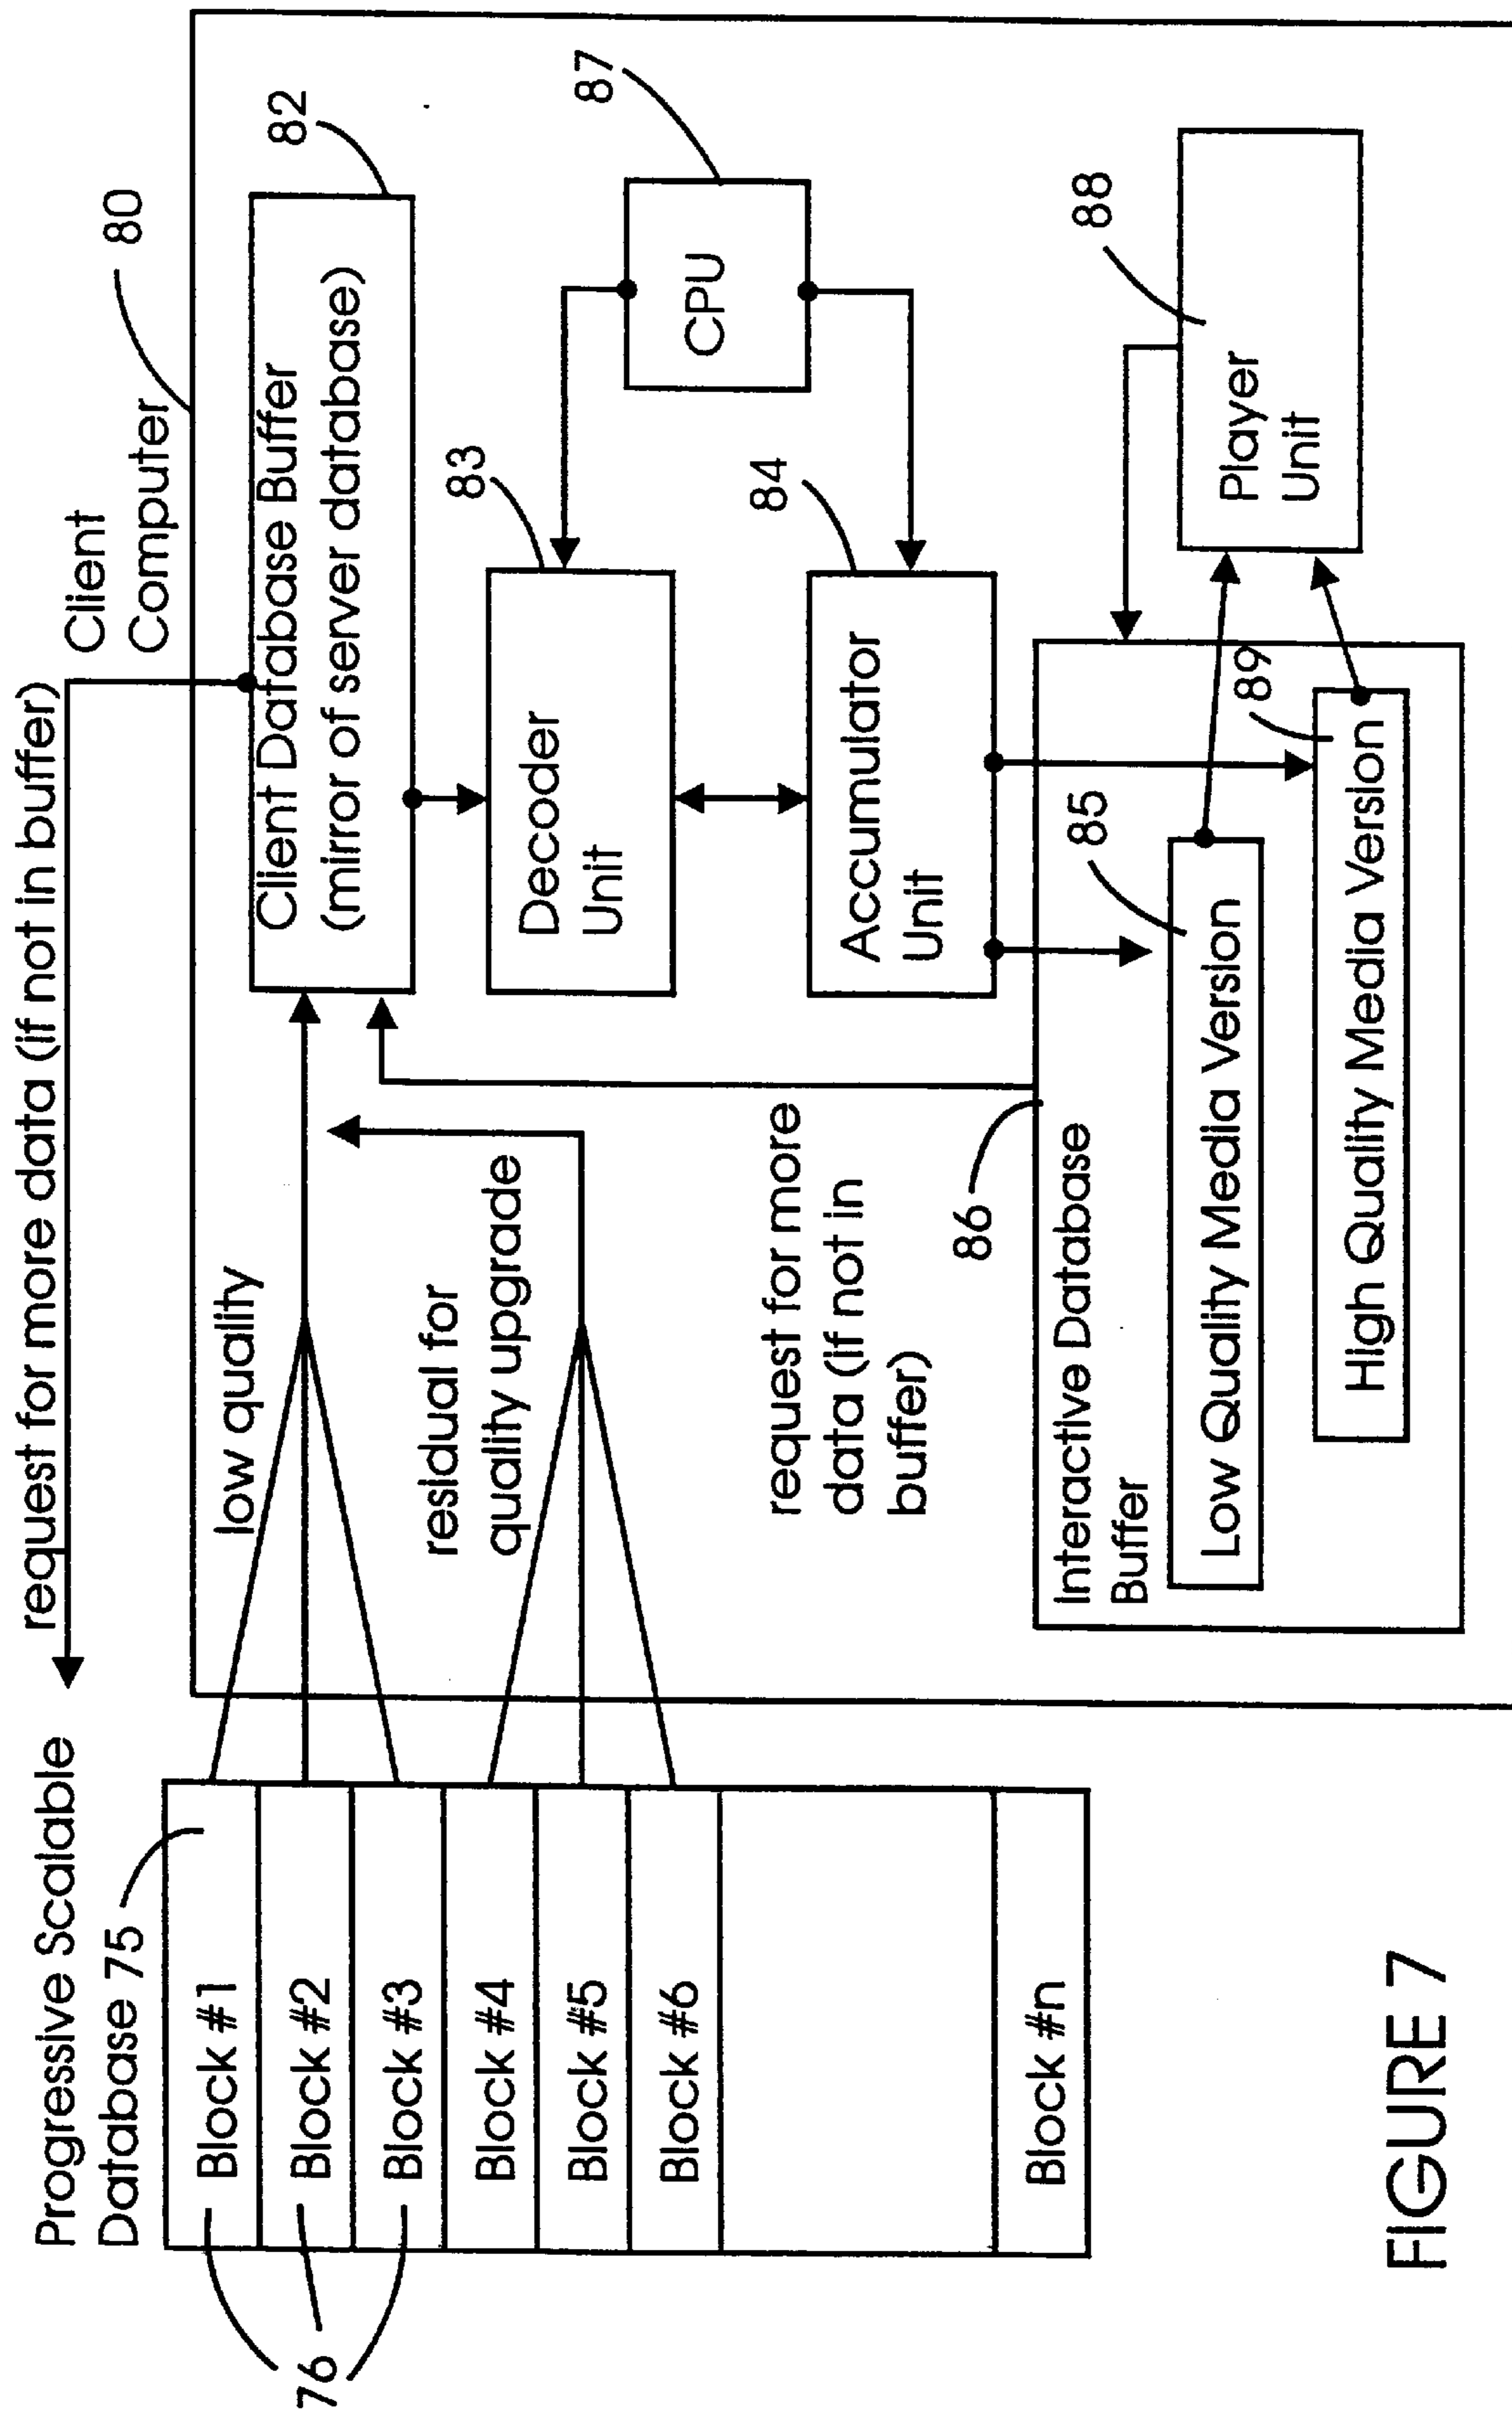 request for more data (if not in buffer)
Progressive Scalable
Database 75
Client
Computer
80
76
Block #1
Block #2
Block #3
Block #4
Block #5
Block #6
Block #n
low quality
residual for
quality upgrade
request for more
data (if not in
buffer)
82
Client Database Buffer
(mirror of server database)
83
Decoder
Unit
87
CPU
84
Accumulator
Unit
86
Interactive Database
Buffer
85
Low Quality Media Version
89
High Quality Media Version
88
Player
Unit
FIGURE 7